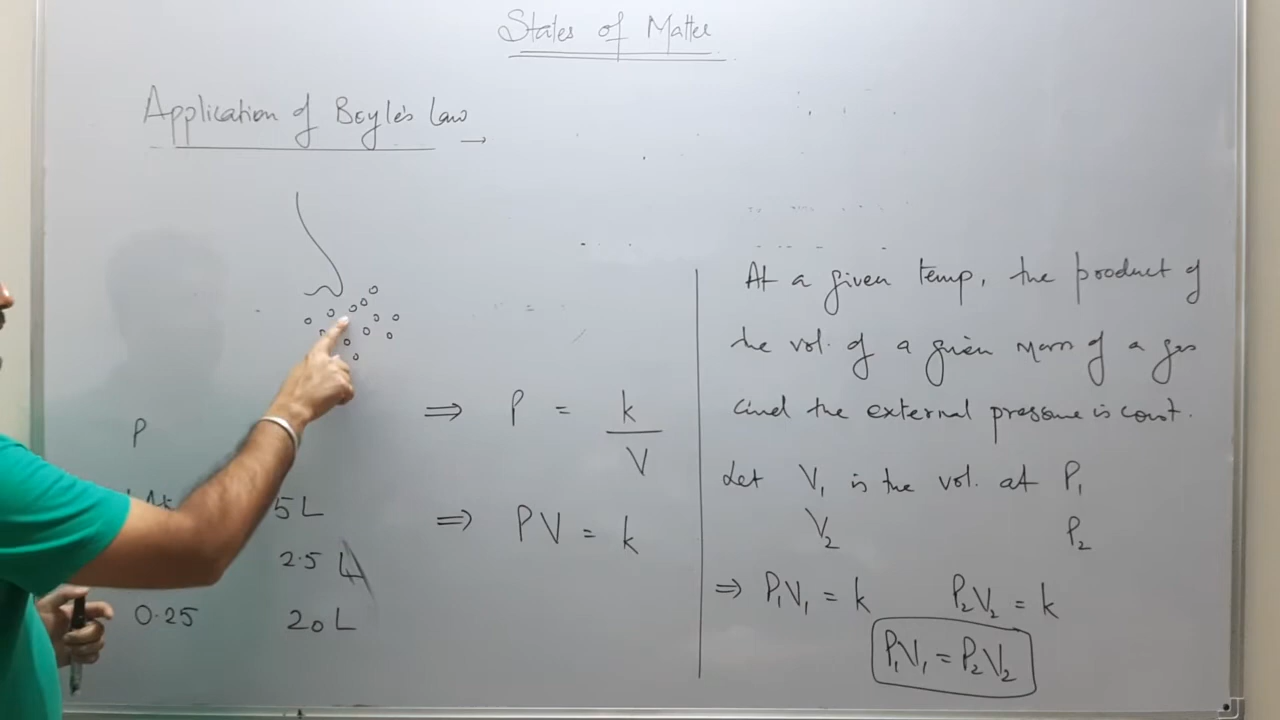 States of Matter
Application of Boyle's Law →
P
5 L
2.5 L
0.25 20 L
⇒ P = k
V
⇒ PV = k
At a given temp, the product of
the vol. of a given mass of a gas
and the external pressure is const.
Let V₁ is the vol. at P₁
V₂ P₂
⇒ P₁V₁ = k P₂V₂ = k
P₁V₁ = P₂V₂